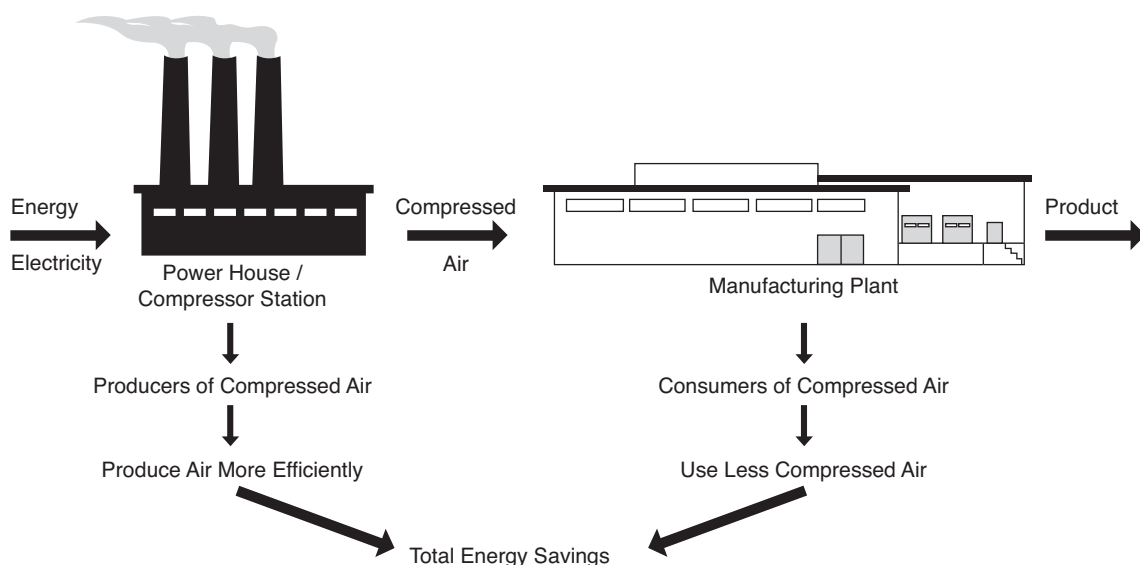 Energy
Electricity
Power House /
Compressor Station
Compressed
Air
Manufacturing Plant
Product
Producers of Compressed Air
Consumers of Compressed Air
Produce Air More Efficiently
Use Less Compressed Air
Total Energy Savings